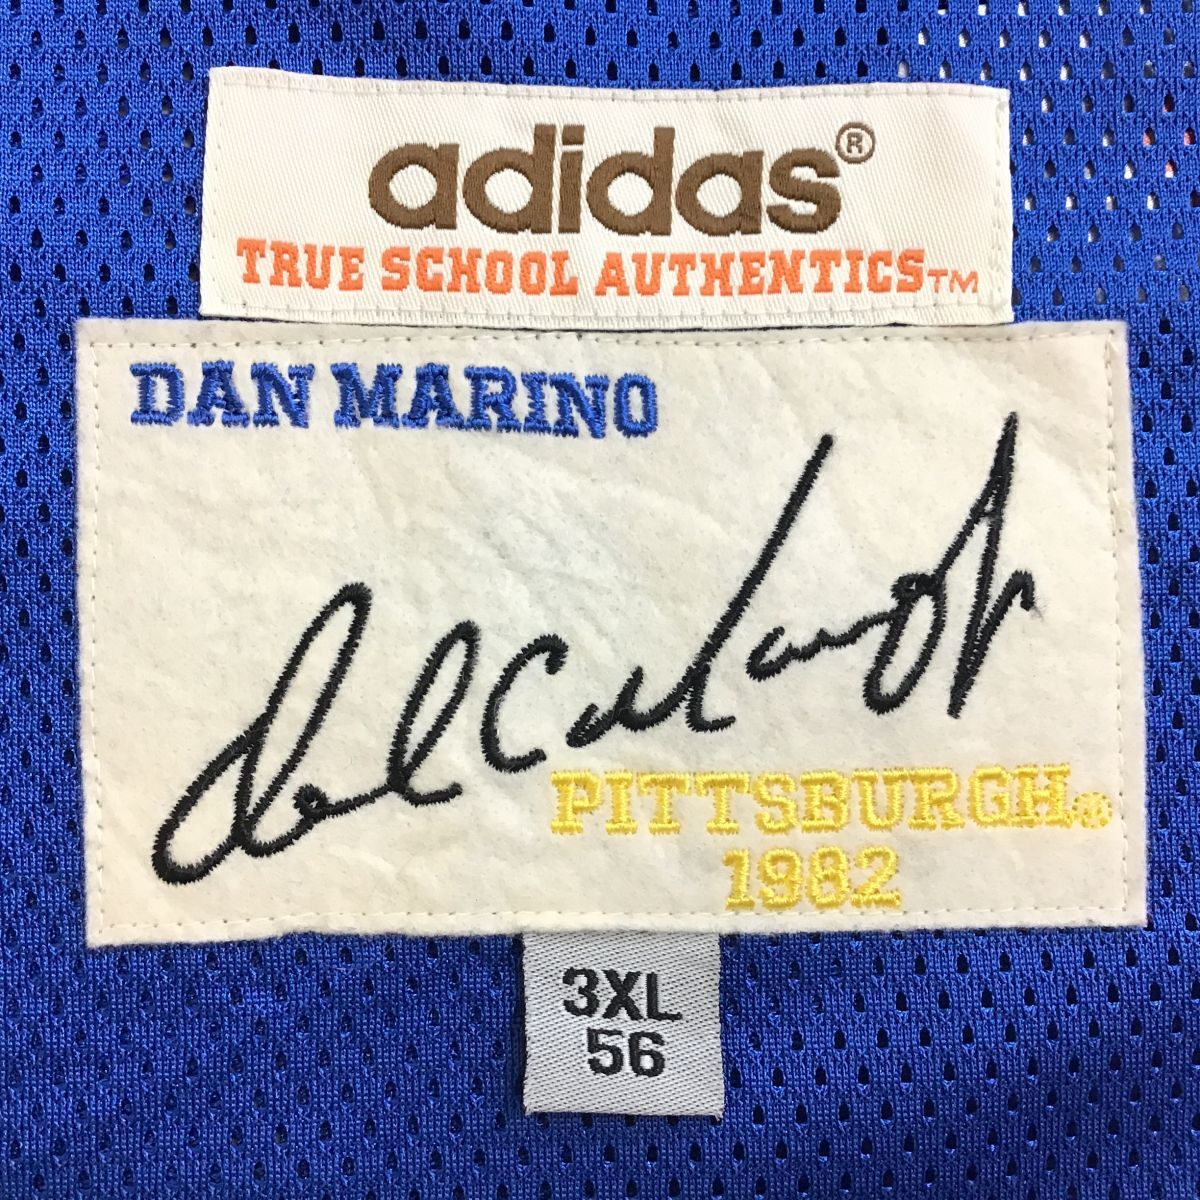 adidas®
TRUE SCHOOL AUTHENTICS™
DAN MARINO
PITTSBURGH®
1982
3XL
56